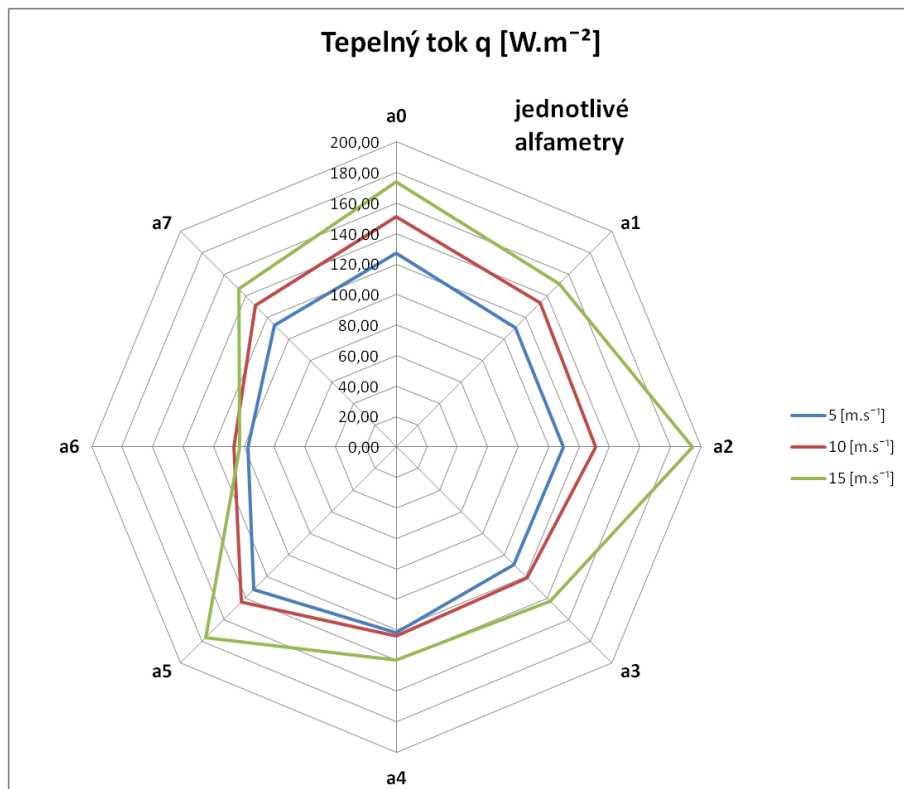 Tepelný tok q [W.m⁻²]
jednotlivé
alfametry
a0
200,00
180,00
160,00
140,00
120,00
100,00
80,00
60,00
40,00
20,00
0,00
a1
a2
a3
a4
a5
a6
a7
5 [m.s⁻¹]
10 [m.s⁻¹]
15 [m.s⁻¹]